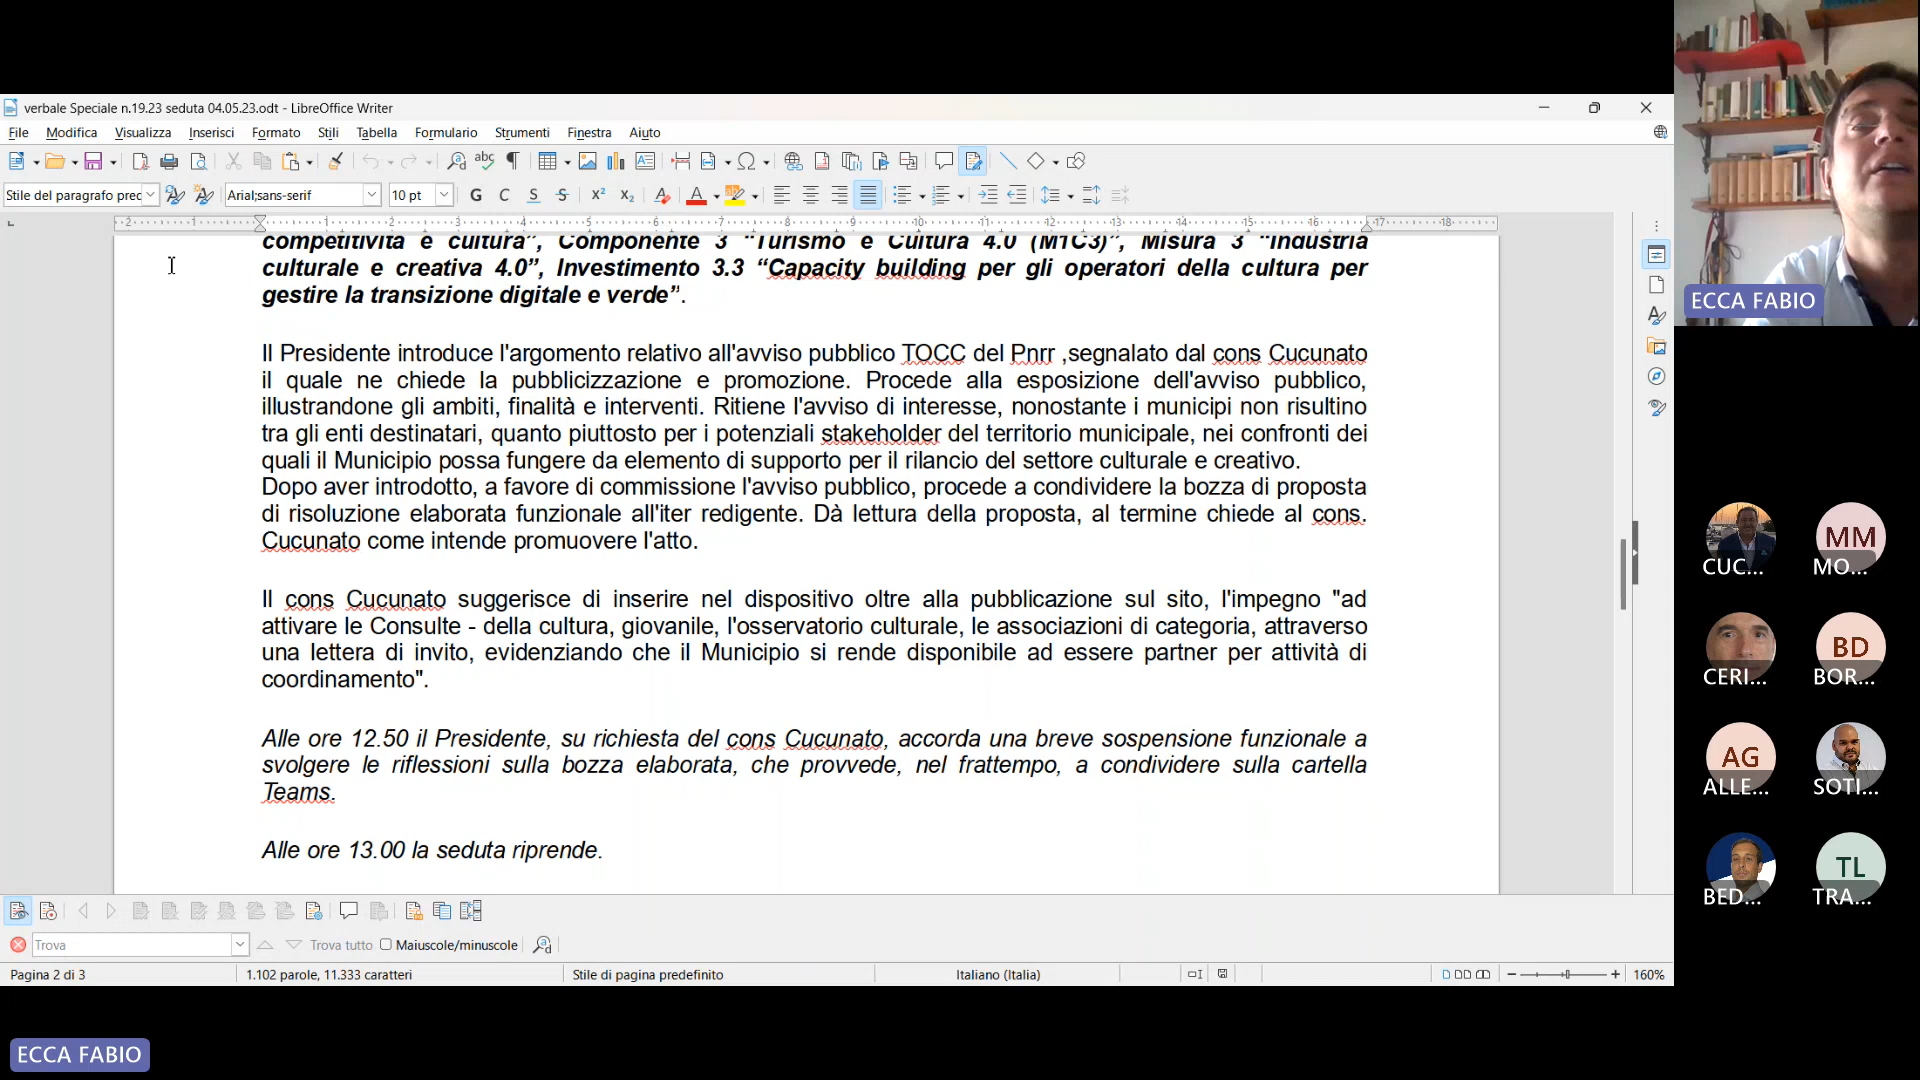 verbale Speciale n.19.23 seduta 04.05.23.odt - LibreOffice Writer
File Modifica Visualizza Inserisci Formato Stili Tabella Formulario Strumenti Finestra Aiuto
Stile del paragrafo prec Arial;sans-serif 10 pt G C S S
competitività e cultura”, Componente 3 “Turismo e Cultura 4.0 (M1C3)”, Misura 3 “Industria
culturale e creativa 4.0”, Investimento 3.3 “Capacity building per gli operatori della cultura per
gestire la transizione digitale e verde”.
Il Presidente introduce l'argomento relativo all'avviso pubblico TOCC del Pnrr ,segnalato dal cons Cucunato
il quale ne chiede la pubblicizzazione e promozione. Procede alla esposizione dell'avviso pubblico,
illustrandone gli ambiti, finalità e interventi. Ritiene l'avviso di interesse, nonostante i municipi non risultino
tra gli enti destinatari, quanto piuttosto per i potenziali stakeholder del territorio municipale, nei confronti dei
quali il Municipio possa fungere da elemento di supporto per il rilancio del settore culturale e creativo.
Dopo aver introdotto, a favore di commissione l'avviso pubblico, procede a condividere la bozza di proposta
di risoluzione elaborata funzionale all'iter redigente. Dà lettura della proposta, al termine chiede al cons.
Cucunato come intende promuovere l'atto.
Il cons Cucunato suggerisce di inserire nel dispositivo oltre alla pubblicazione sul sito, l'impegno "ad
attivare le Consulte - della cultura, giovanile, l'osservatorio culturale, le associazioni di categoria, attraverso
una lettera di invito, evidenziando che il Municipio si rende disponibile ad essere partner per attività di
coordinamento".
Alle ore 12.50 il Presidente, su richiesta del cons Cucunato, accorda una breve sospensione funzionale a
svolgere le riflessioni sulla bozza elaborata, che provvede, nel frattempo, a condividere sulla cartella
Teams.
Alle ore 13.00 la seduta riprende.
Trova Trova tutto Maiuscole/minuscole
Pagina 2 di 3 1.102 parole, 11.333 caratteri Stile di pagina predefinito Italiano (Italia) 160%
ECCA FABIO
CUC... MM MO...
CERI... BD BOR...
AG ALLE... SOTI...
BED... TL TRA...
ECCA FABIO